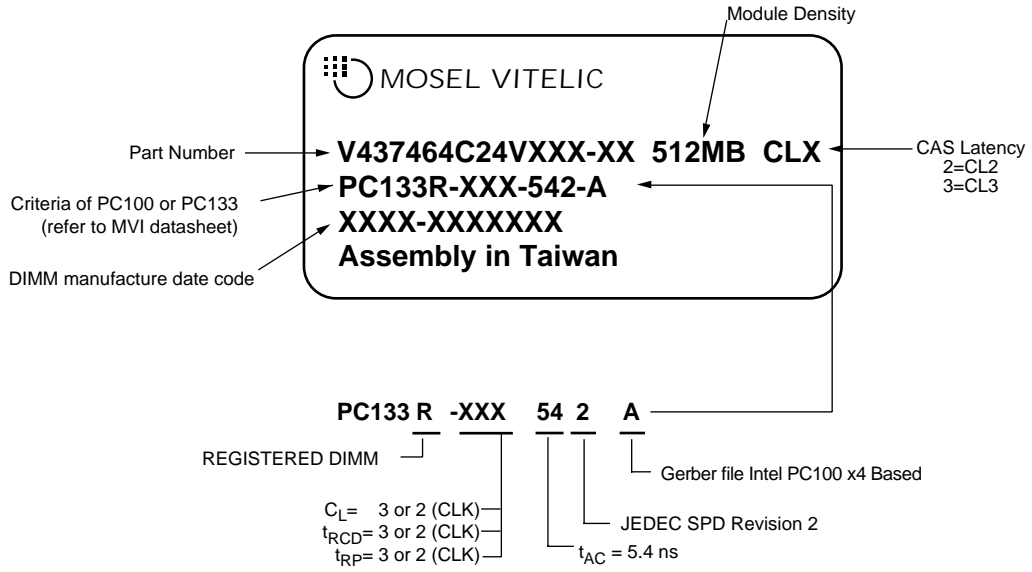 Module Density
MOSEL VITELIC
Part Number
V437464C24VXXX-XX 512MB CLX
CAS Latency
2=CL2
3=CL3
Criteria of PC100 or PC133
(refer to MVI datasheet)
PC133R-XXX-542-A
XXXX-XXXXXXX
DIMM manufacture date code
Assembly in Taiwan
PC133 R -XXX 54 2 A
REGISTERED DIMM
Gerber file Intel PC100 x4 Based
CL= 3 or 2 (CLK)
tRCD= 3 or 2 (CLK)
tRP= 3 or 2 (CLK)
JEDEC SPD Revision 2
tAC = 5.4 ns